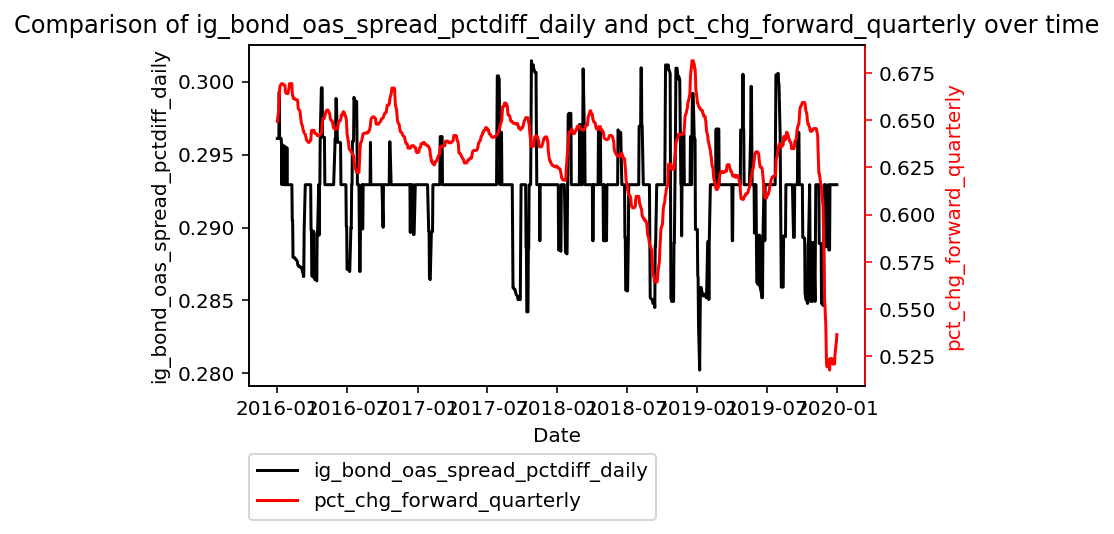 Comparison of ig_bond_oas_spread_pctdiff_daily and pct_chg_forward_quarterly over time
ig_bond_oas_spread_pctdiff_daily
0.300
0.295
0.290
0.285
0.280
0.675
0.650
0.625
0.600
0.575
0.550
0.525
pct_chg_forward_quarterly
2016-01 2016-07 2017-01 2017-07 2018-01 2018-07 2019-01 2019-07 2020-01
Date
ig_bond_oas_spread_pctdiff_daily
pct_chg_forward_quarterly